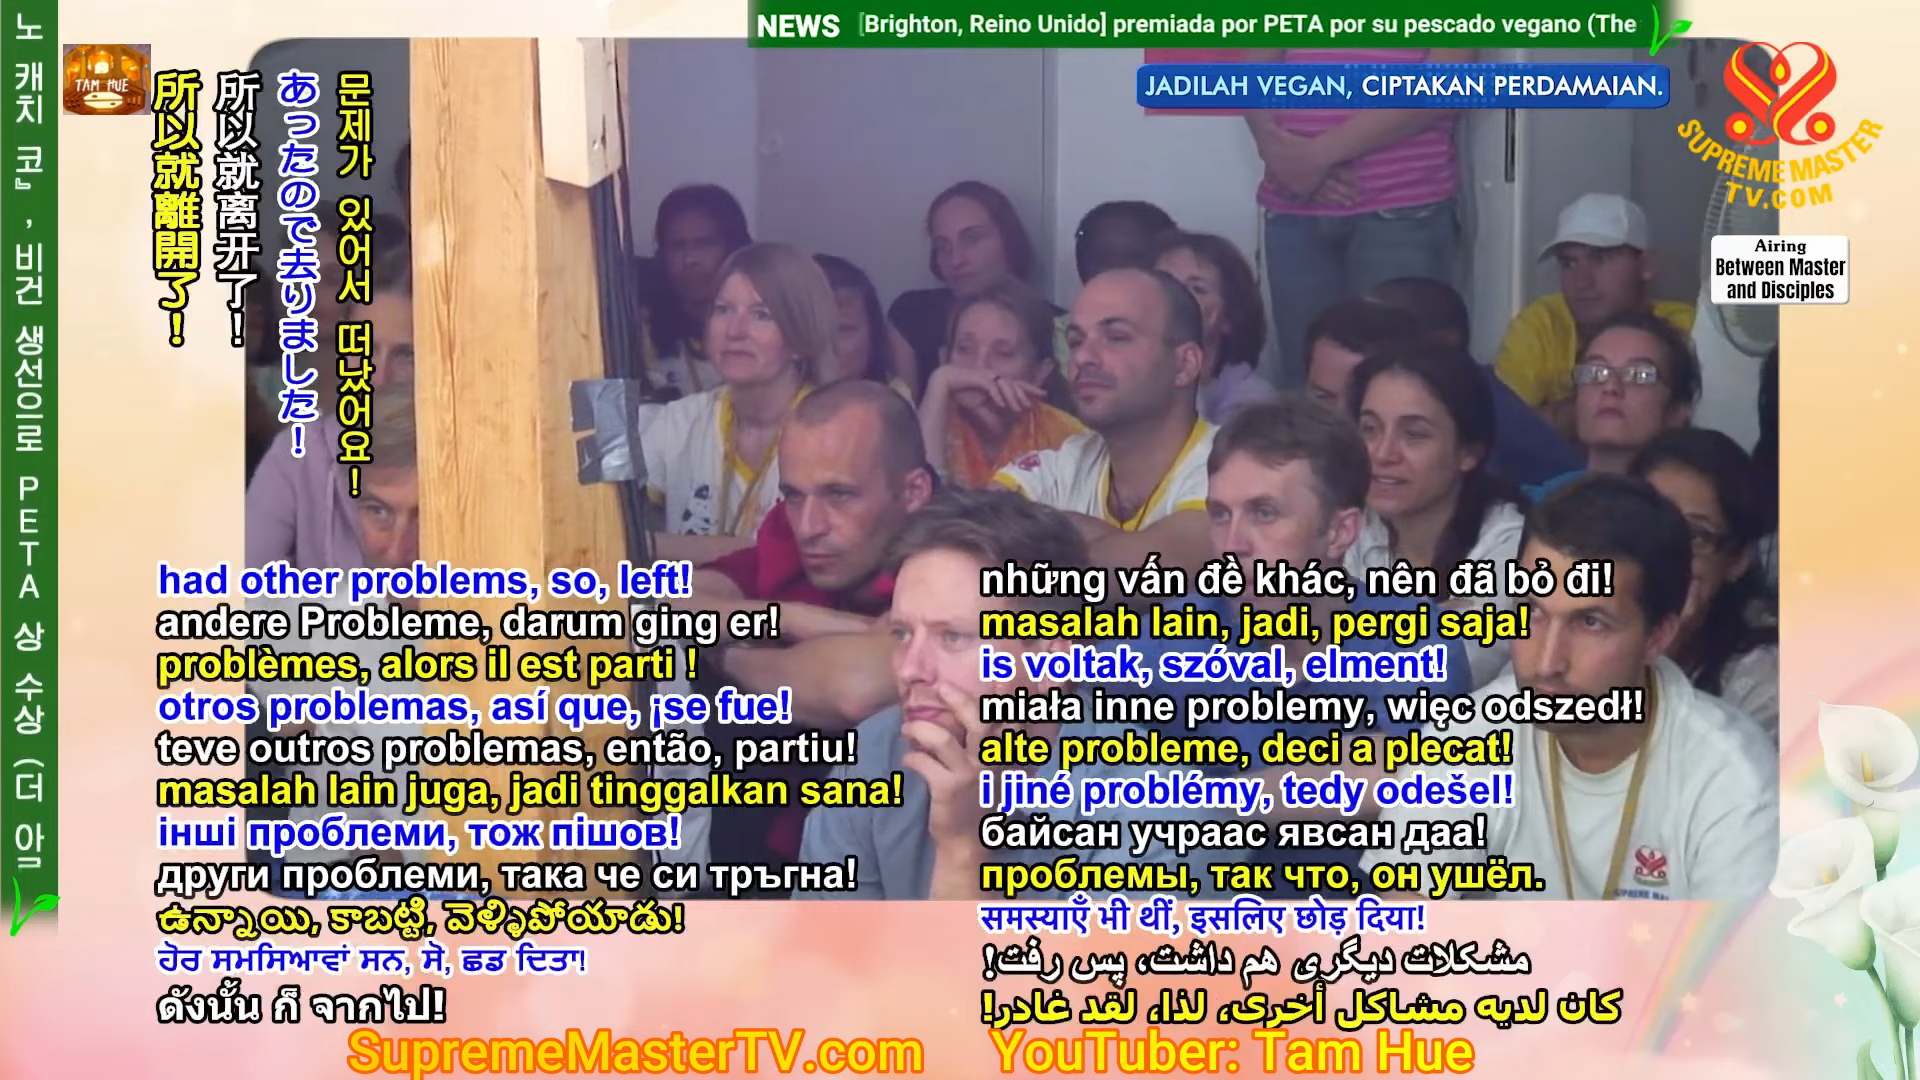 노 캐치 코』, 비건 생선으로 PETA 상 수상 (더 아
TAM HUE
NEWS [Brighton, Reino Unido] premiada por PETA por su pescado vegano (The
JADILAH VEGAN, CIPTAKAN PERDAMAIAN.
SUPREME MASTER
TV.COM
Airing
Between Master
and Disciples
문제가 있어서 떠났어요!
あったので去りました！
所以就离开了！
所以就離開了！
had other problems, so, left!
andere Probleme, darum ging er!
problèmes, alors il est parti !
otros problemas, así que, ¡se fue!
teve outros problemas, então, partiu!
masalah lain juga, jadi tinggalkan sana!
інші проблеми, тож пішов!
други проблеми, така че си тръгна!
ఉన్నాయి, కాబట్టి, వెళ్ళిపోయాడు!
ਹੋਰ ਸਮਸਿਆਵਾਂ ਸਨ, ਸੋ, ਛਡ ਦਿਤਾ!
ดังนั้น ก็ จากไป!
những vấn đề khác, nên đã bỏ đi!
masalah lain, jadi, pergi saja!
is voltak, szóval, elment!
miała inne problemy, więc odszedł!
alte probleme, deci a plecat!
i jiné problémy, tedy odešel!
байсан учраас явсан даа!
проблемы, так что, он ушёл.
समस्याएँ भी थीं, इसलिए छोड़ दिया!
مشکلات دیگری هم داشت، پس رفت!
كان لديه مشاكل أخرى، لذا، لقد غادر!
SUPREME MAS
SupremeMasterTV.com YouTuber: Tam Hue